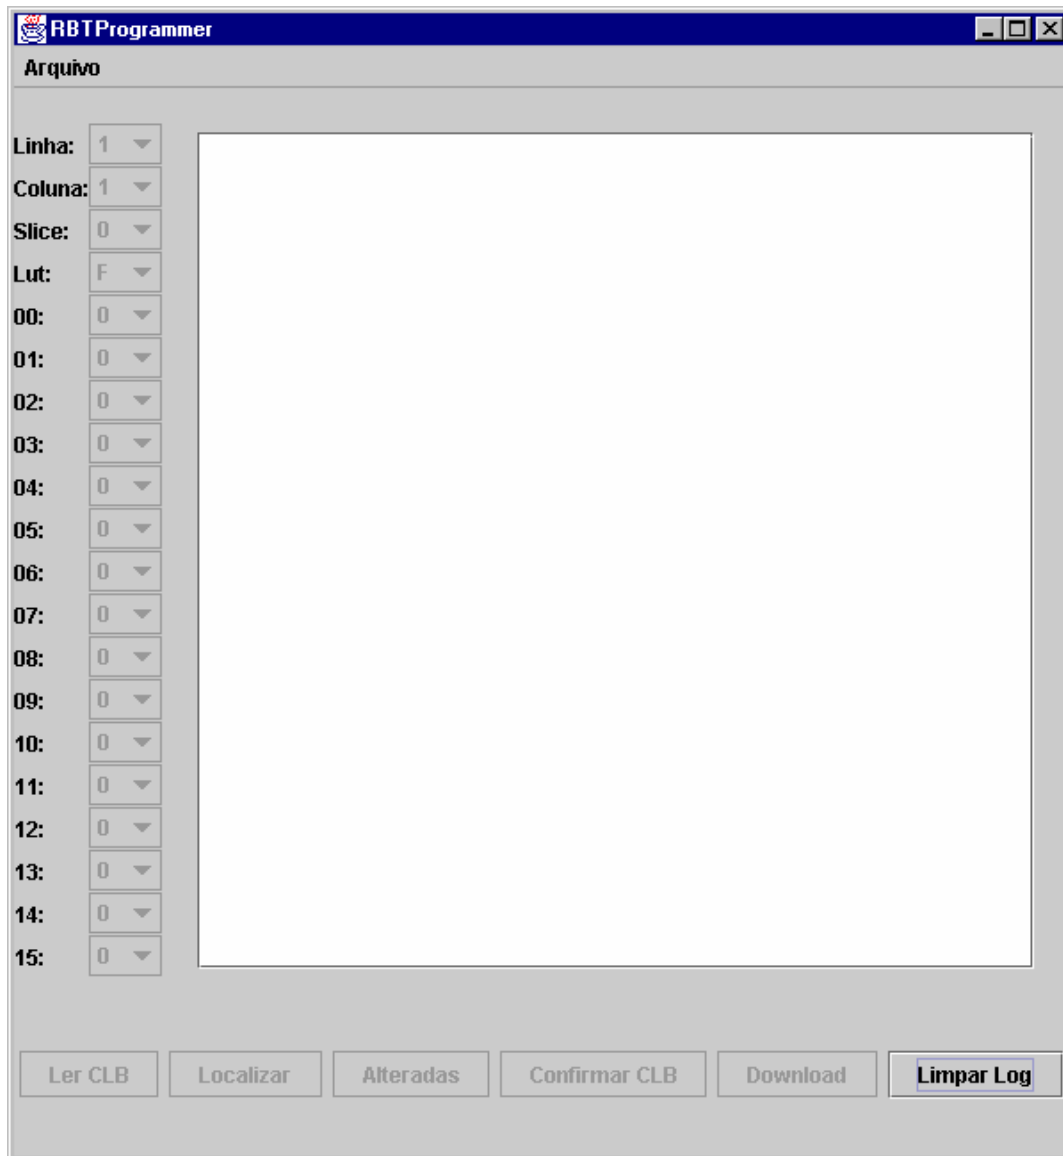 RBTProgrammer
Arquivo
Linha: 1
Coluna: 1
Slice: 0
Lut: F
00: 0
01: 0
02: 0
03: 0
04: 0
05: 0
06: 0
07: 0
08: 0
09: 0
10: 0
11: 0
12: 0
13: 0
14: 0
15: 0
Ler CLB Localizar Alteradas Confirmar CLB Download Limpar Log